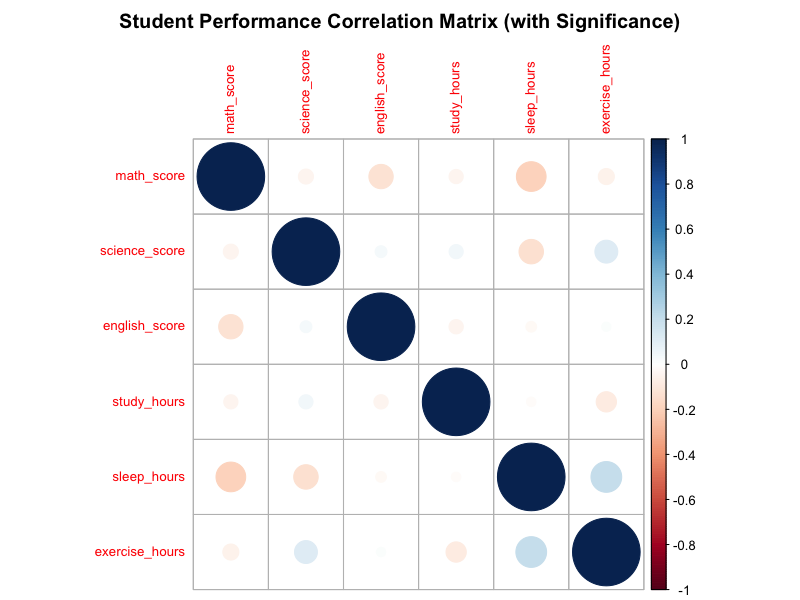 Student Performance Correlation Matrix (with Significance)
math_score
science_score
english_score
study_hours
sleep_hours
exercise_hours
math_score
science_score
english_score
study_hours
sleep_hours
exercise_hours
1
0.8
0.6
0.4
0.2
0
-0.2
-0.4
-0.6
-0.8
-1